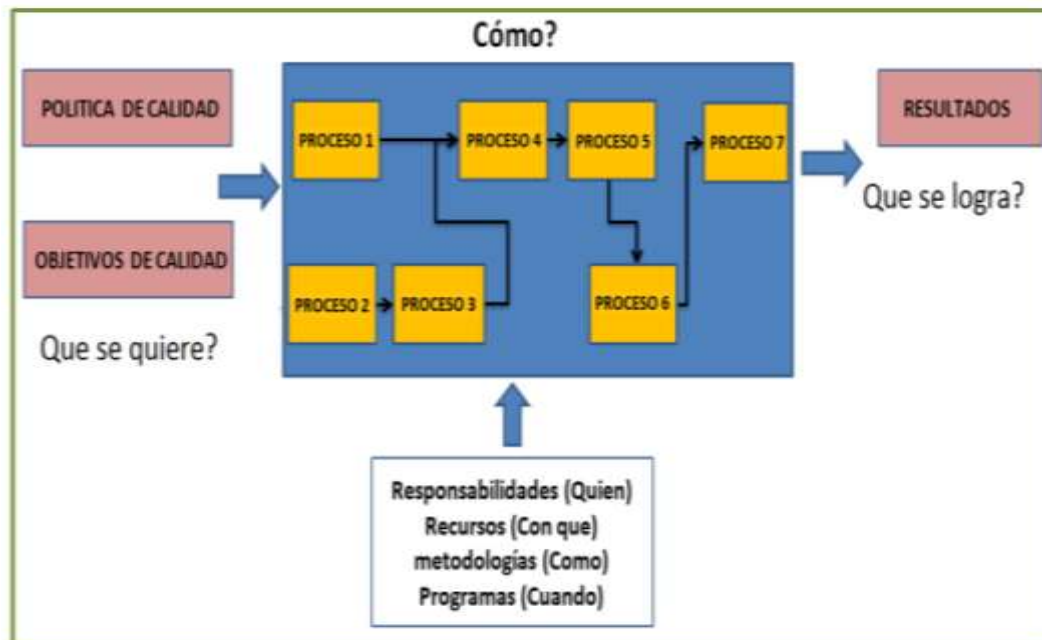 Cómo?
POLITICA DE CALIDAD
OBJETIVOS DE CALIDAD
Que se quiere?
PROCESO 1
PROCESO 4
PROCESO 5
PROCESO 7
PROCESO 2
PROCESO 3
PROCESO 6
RESULTADOS
Que se logra?
Responsabilidades (Quien)
Recursos (Con que)
metodologías (Como)
Programas (Cuando)